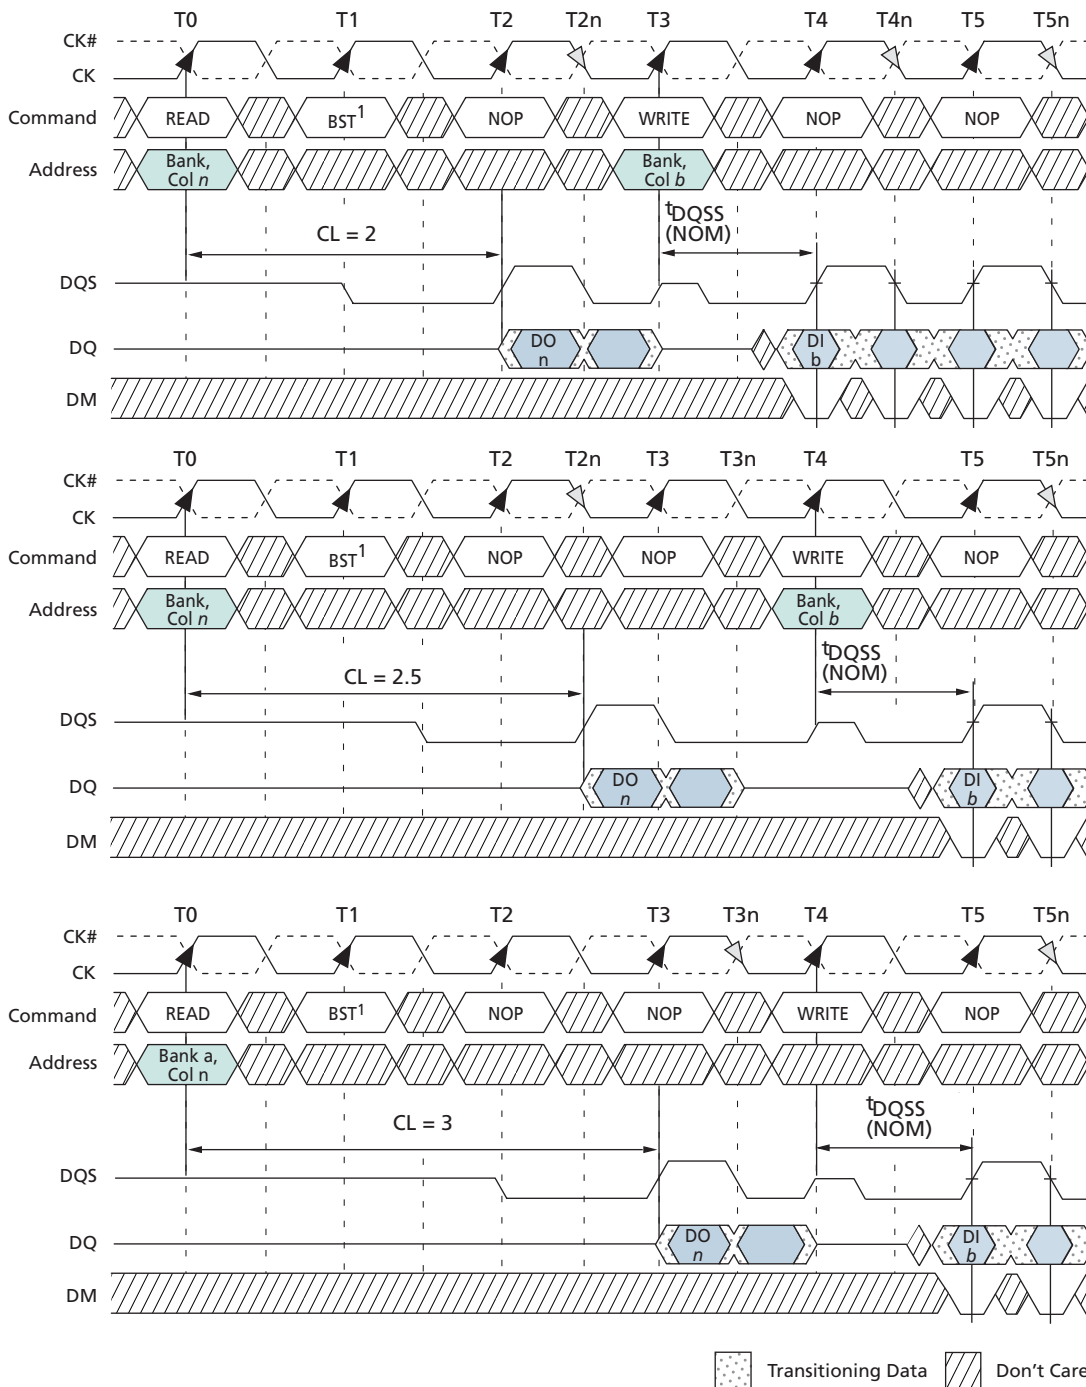 T0 T1 T2 T2n T3 T4 T4n T5 T5n
CK#
CK
Command READ BST1 NOP WRITE NOP NOP
Address Bank, Col n Bank, Col b
CL = 2
tDQSS (NOM)
DQS
DQ DO n DI b
DM
T0 T1 T2 T2n T3 T3n T4 T5 T5n
CK#
CK
Command READ BST1 NOP NOP WRITE NOP
Address Bank, Col n Bank, Col b
CL = 2.5
tDQSS (NOM)
DQS
DQ DO n DI b
DM
T0 T1 T2 T3 T3n T4 T5 T5n
CK#
CK
Command READ BST1 NOP NOP WRITE NOP
Address Bank a, Col n
CL = 3
tDQSS (NOM)
DQS
DQ DO n DI b
DM
Transitioning Data Don't Care